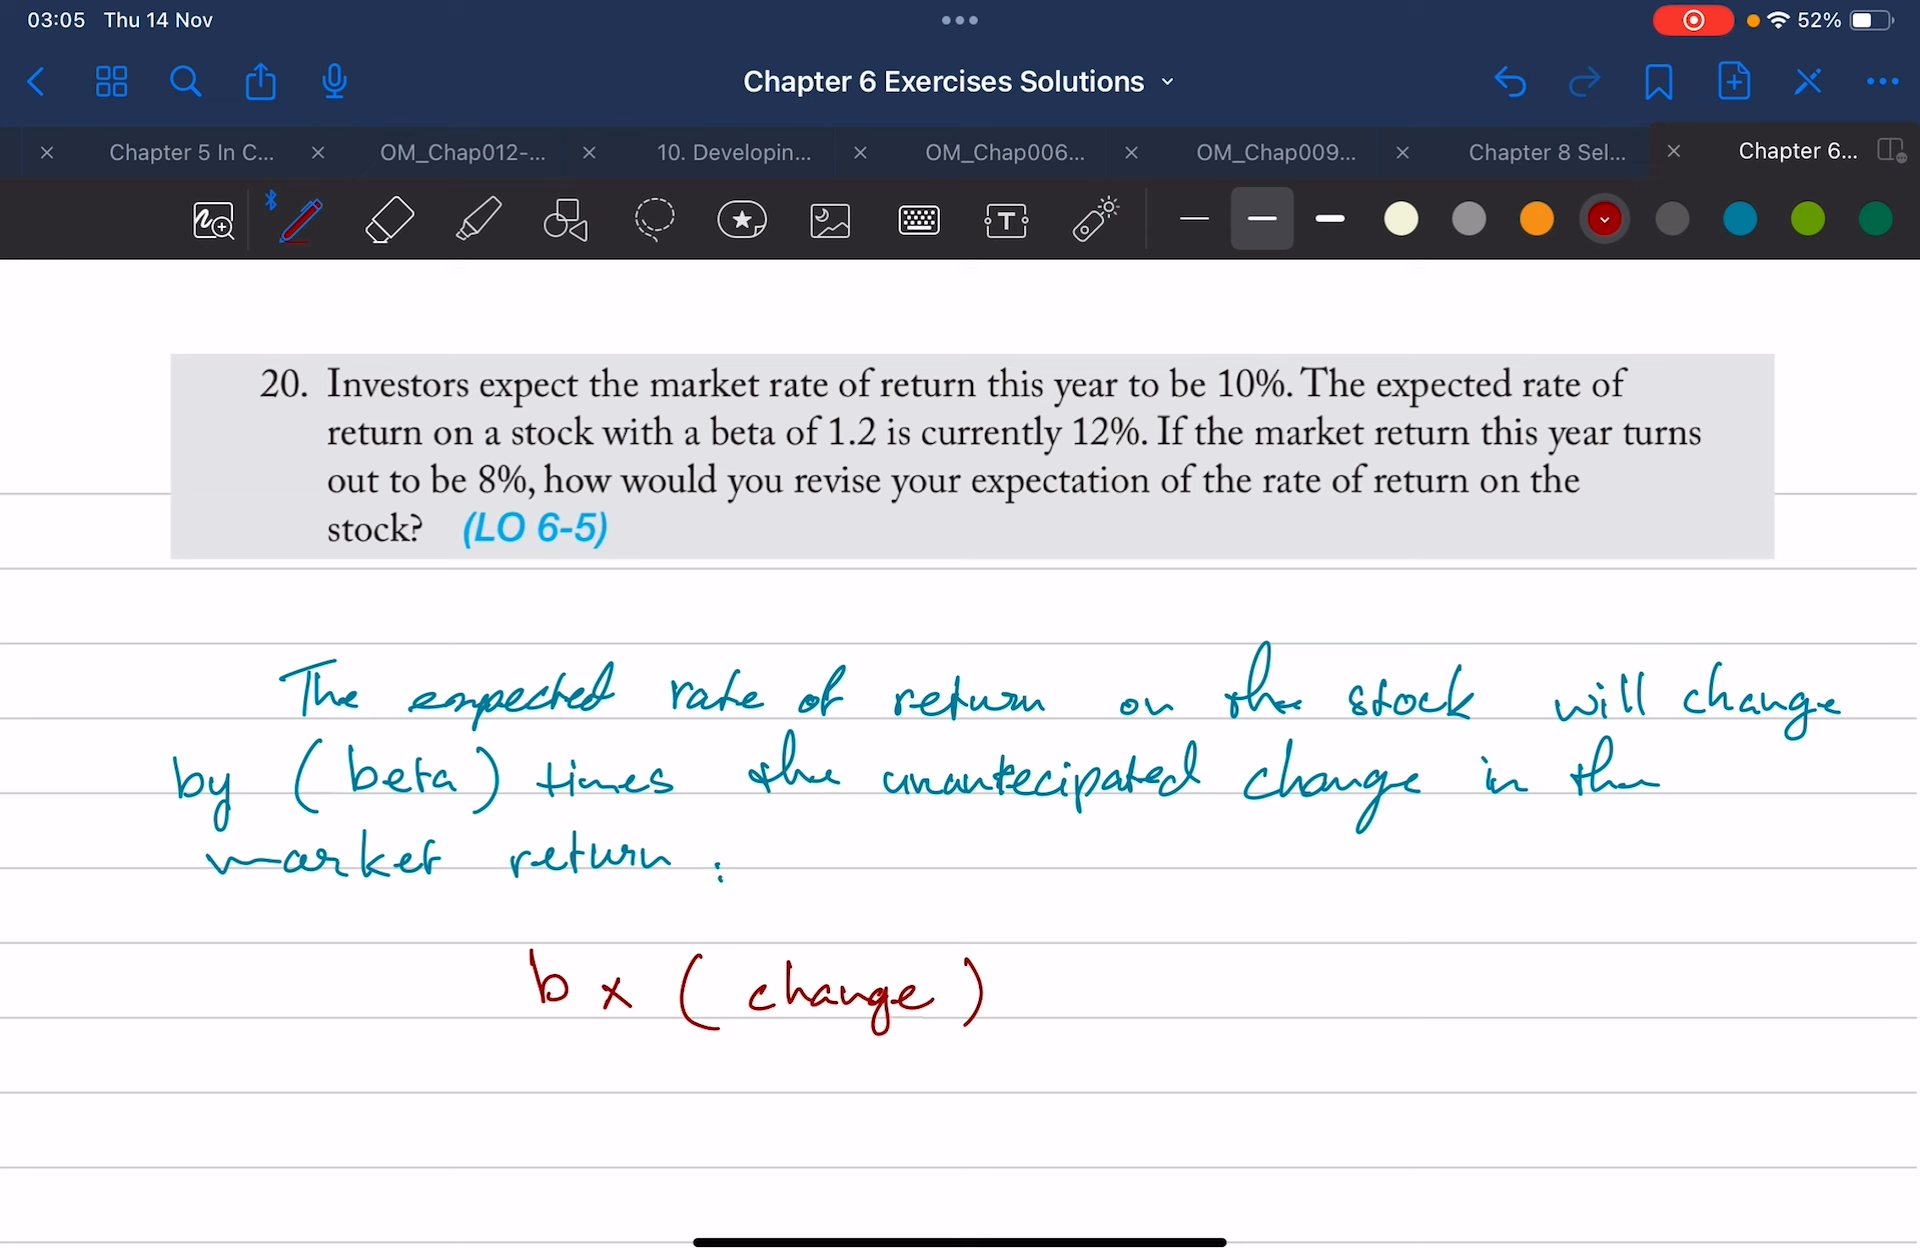 03:05 Thu 14 Nov
52%
Chapter 6 Exercises Solutions
Chapter 5 In C...
OM_Chap012-...
10. Developin...
OM_Chap006...
OM_Chap009...
Chapter 8 Sel...
Chapter 6...
20. Investors expect the market rate of return this year to be 10%. The expected rate of
return on a stock with a beta of 1.2 is currently 12%. If the market return this year turns
out to be 8%, how would you revise your expectation of the rate of return on the
stock? (LO 6-5)
The expected rate of return on the stock will change
by (beta) times the unantecipated change in the
market return :
b x ( change )